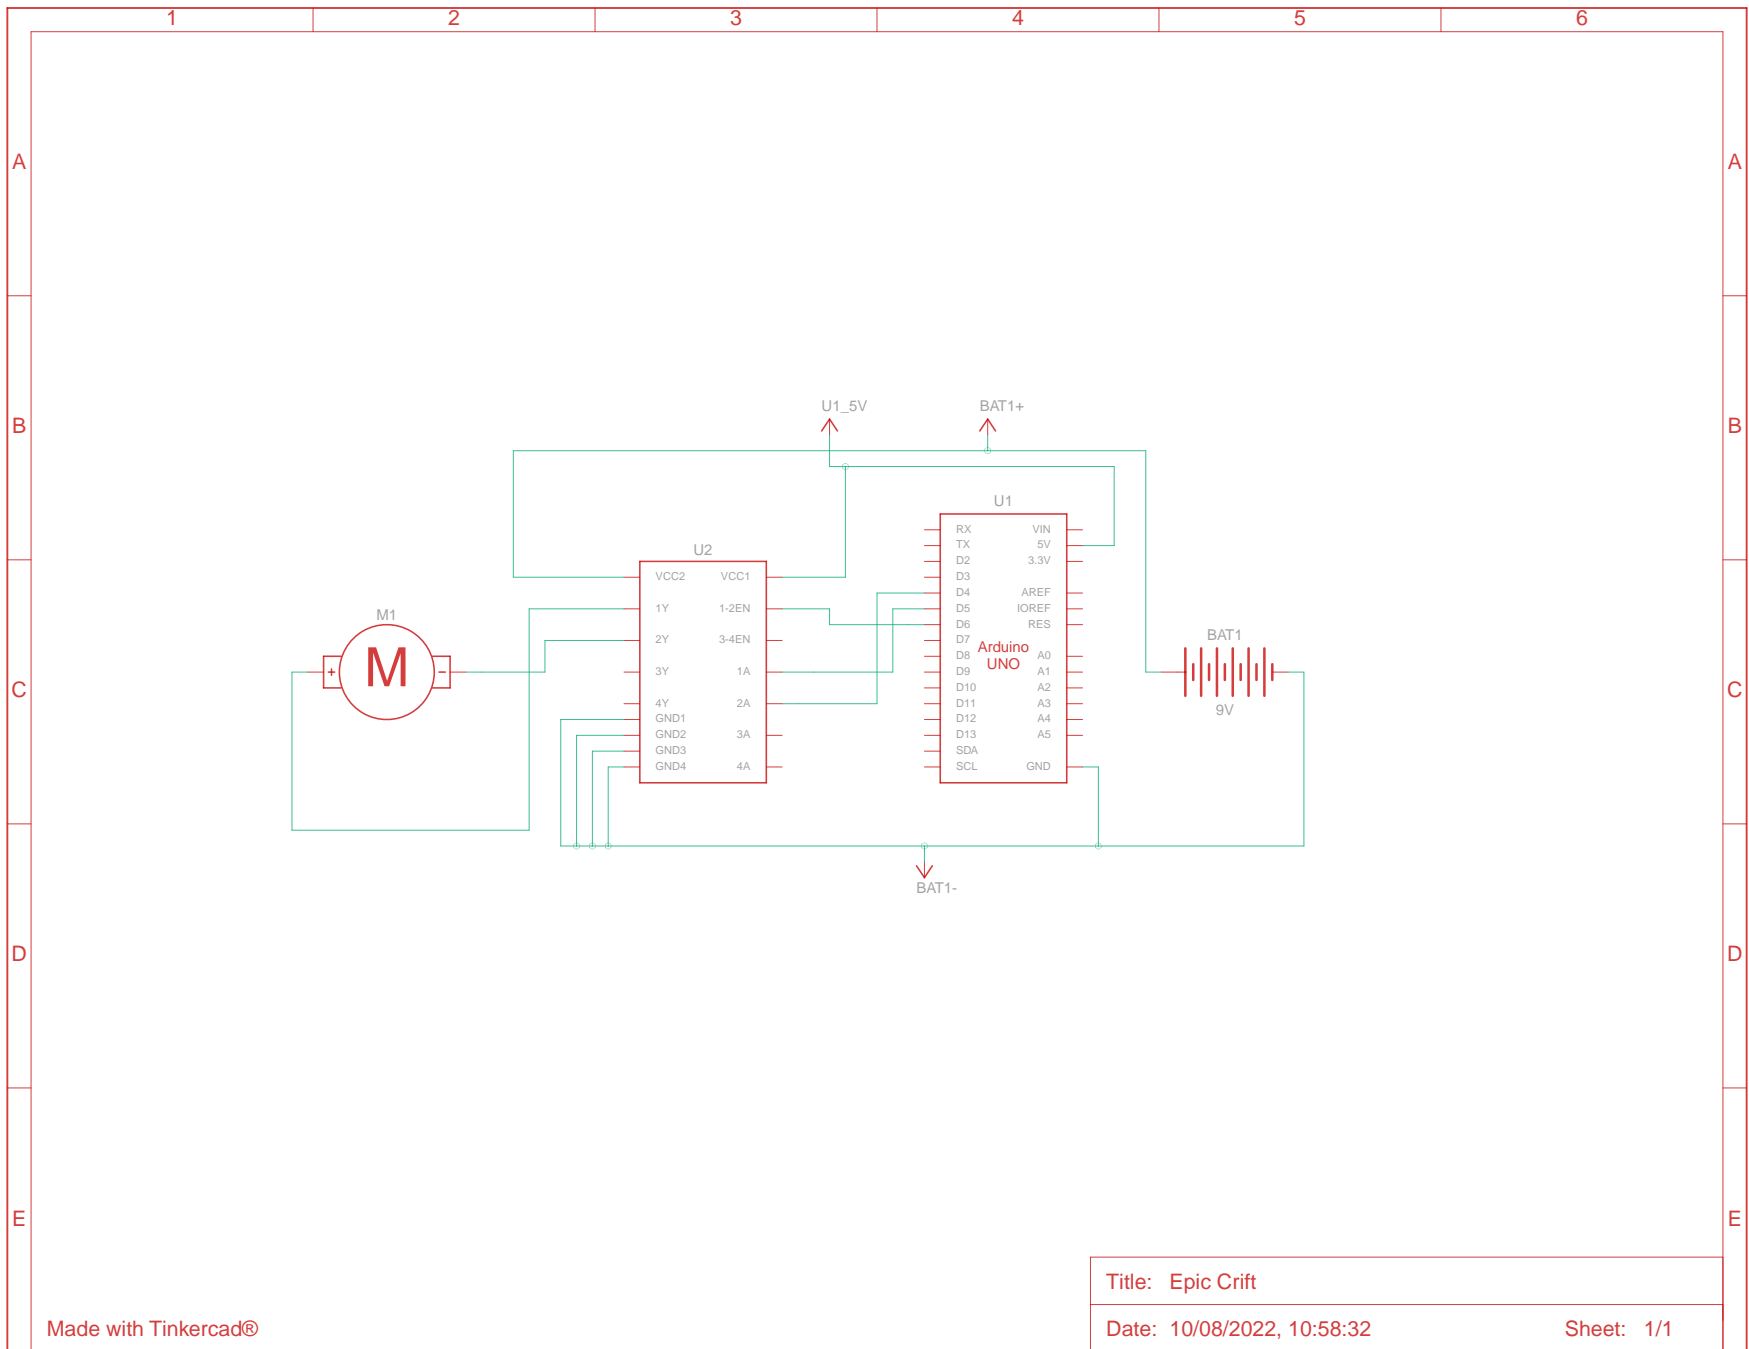 1 2 3 4 5 6
A A
B B
C C
D D
E E
U1_5V BAT1+
U1
RX VIN
TX 5V
D2 3.3V
D3
D4 AREF
D5 IOREF
D6 RES
D7
D8 A0
D9 A1
D10 A2
D11 A3
D12 A4
D13 A5
SDA
SCL GND
Arduino
UNO
U2
VCC2 VCC1
1Y 1-2EN
2Y 3-4EN
3Y 1A
4Y 2A
GND1
GND2 3A
GND3
GND4 4A
M1
+ M -
BAT1
9V
BAT1-
Title: Epic Crift
Made with Tinkercad®
Date: 10/08/2022, 10:58:32 Sheet: 1/1